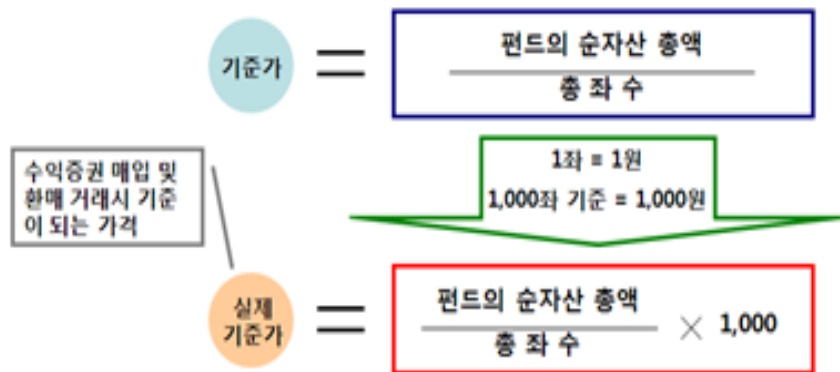 기준가
=
펀드의 순자산 총액
총 좌 수
1좌 = 1원
1,000좌 기준 = 1,000원
수익증권 매입 및
환매 거래시 기준
이 되는 가격
실제
기준가
=
펀드의 순자산 총액
총 좌 수
× 1,000